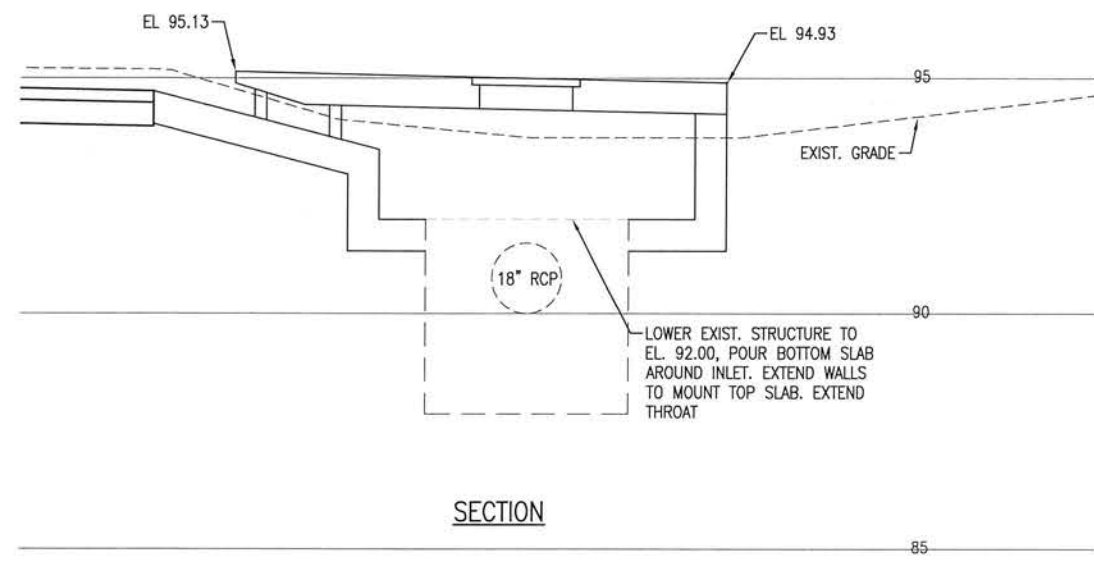 EL 95.13
EL 94.93
95
EXIST. GRADE
18" RCP
90
LOWER EXIST. STRUCTURE TO
EL. 92.00, POUR BOTTOM SLAB
AROUND INLET. EXTEND WALLS
TO MOUNT TOP SLAB. EXTEND
THROAT
SECTION
85